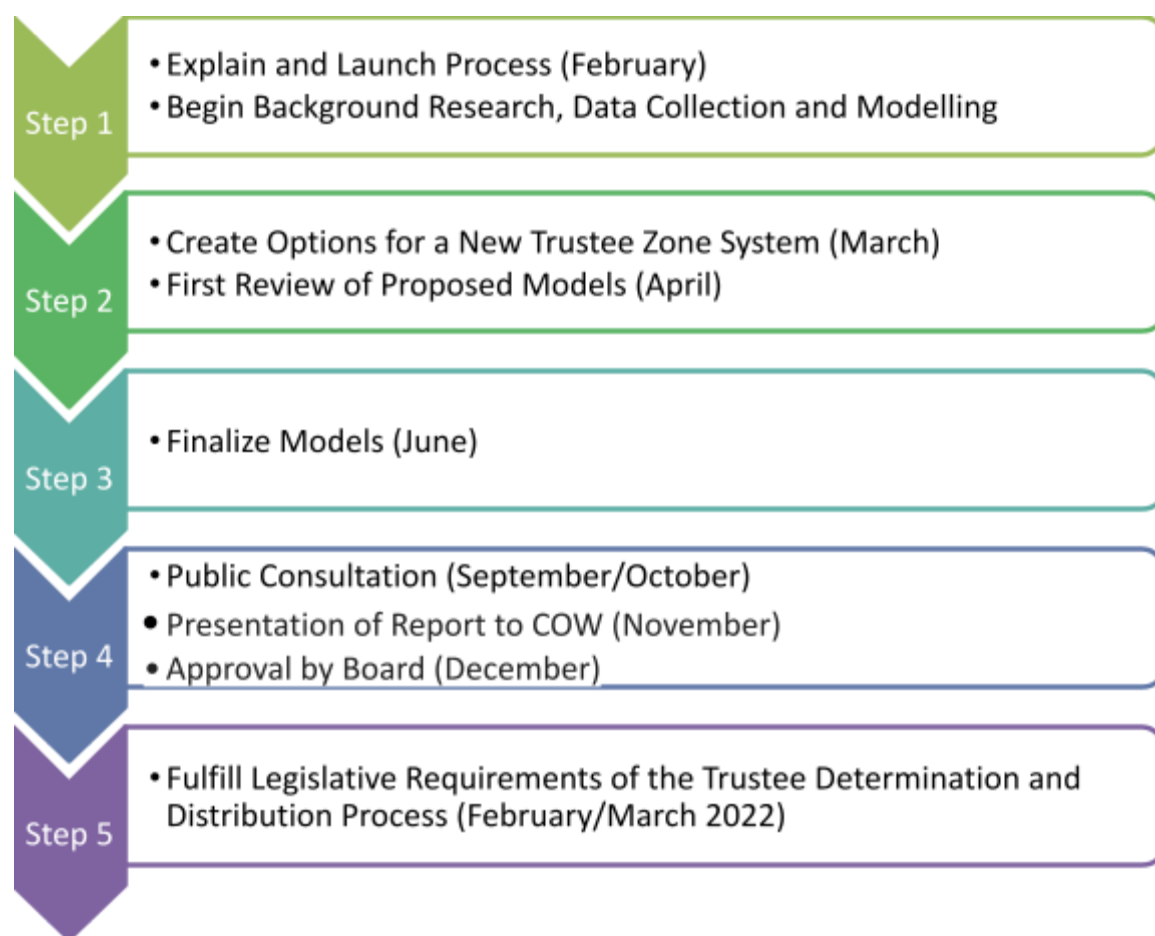 Step 1
• Explain and Launch Process (February)
• Begin Background Research, Data Collection and Modelling
Step 2
• Create Options for a New Trustee Zone System (March)
• First Review of Proposed Models (April)
Step 3
• Finalize Models (June)
Step 4
• Public Consultation (September/October)
• Presentation of Report to COW (November)
• Approval by Board (December)
Step 5
• Fulfill Legislative Requirements of the Trustee Determination and
Distribution Process (February/March 2022)